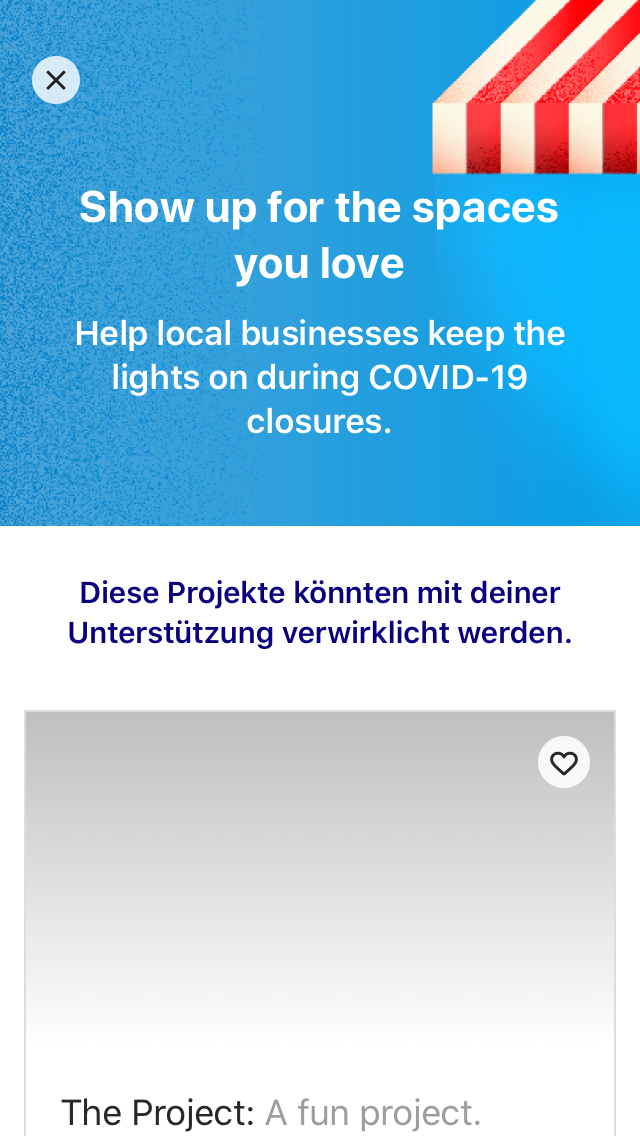 Show up for the spaces
you love
Help local businesses keep the
lights on during COVID-19
closures.
Diese Projekte könnten mit deiner
Unterstützung verwirklicht werden.
The Project: A fun project.